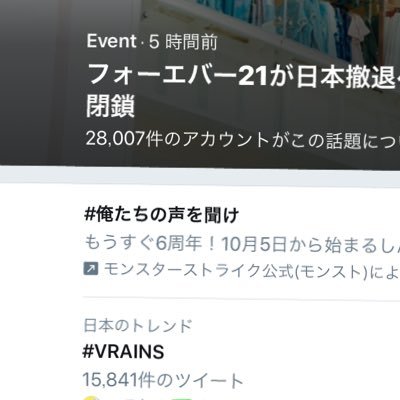 Event · 5 時間前
フォーエバー21が日本撤退へ
閉鎖
28,007件のアカウントがこの話題につ
#俺たちの声を聞け
もうすぐ6周年！10月5日から始まるし
モンスターストライク公式(モンスト)によ
日本のトレンド
#VRAINS
15,841件のツイート